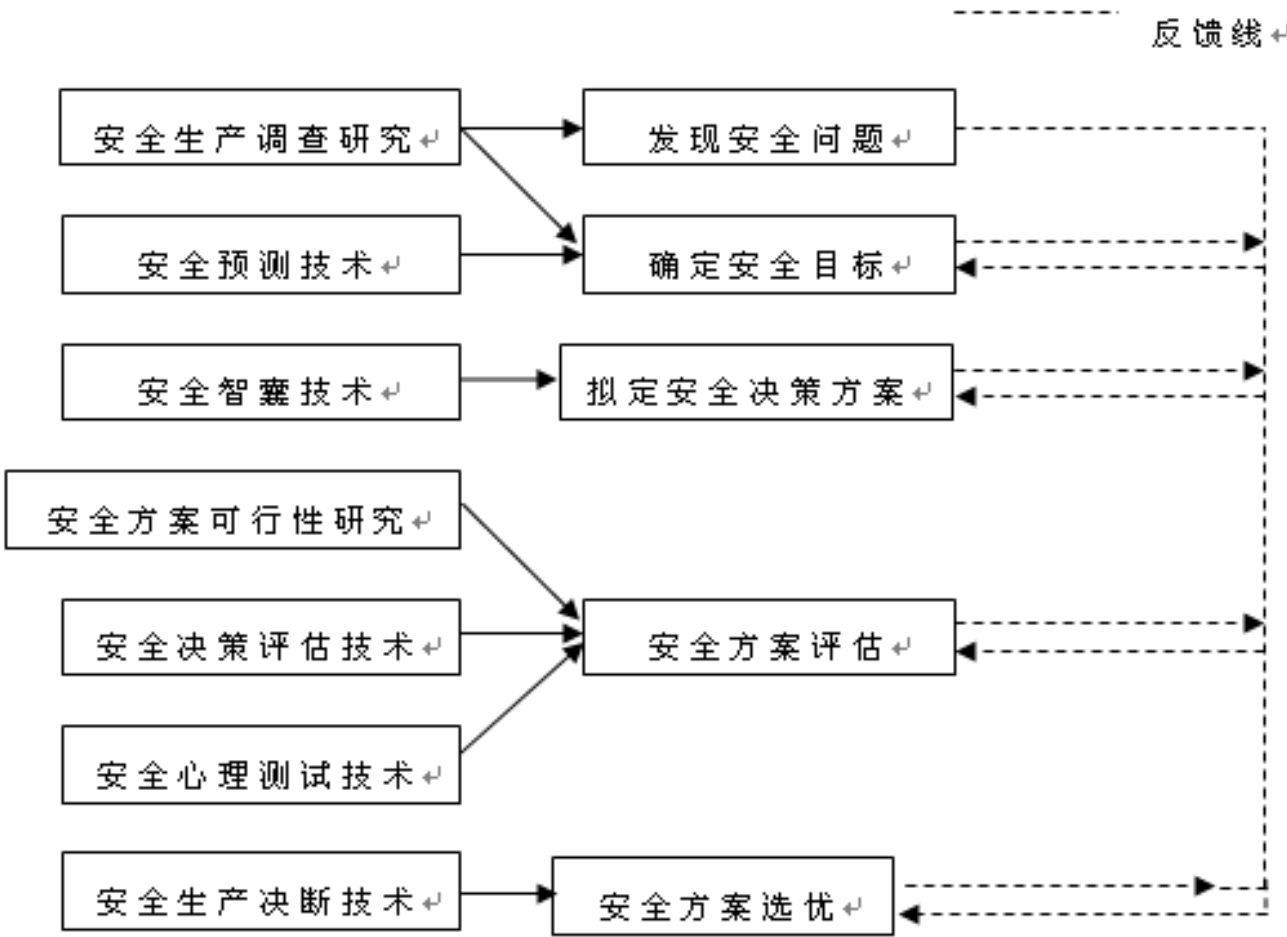 反馈线↵
安全生产调查研究↵
发现安全问题↵
安全预测技术↵
确定安全目标↵
安全智囊技术↵
拟定安全决策方案↵
安全方案可行性研究↵
安全决策评估技术↵
安全方案评估↵
安全心理测试技术↵
安全生产决断技术↵
安全方案选优↵